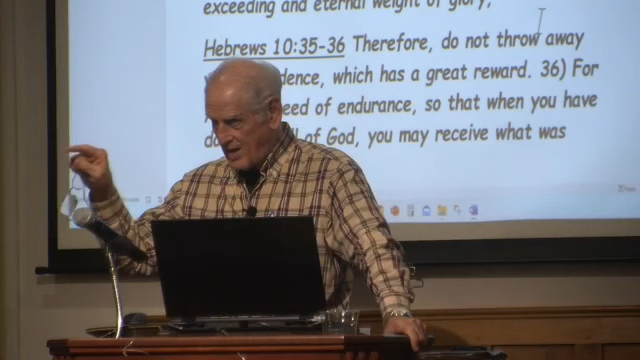 exceeding and eternal weight of glory,
Hebrews 10:35-36 Therefore, do not throw away
dence, which has a great reward. 36) For
eed of endurance, so that when you have
of God, you may receive what was